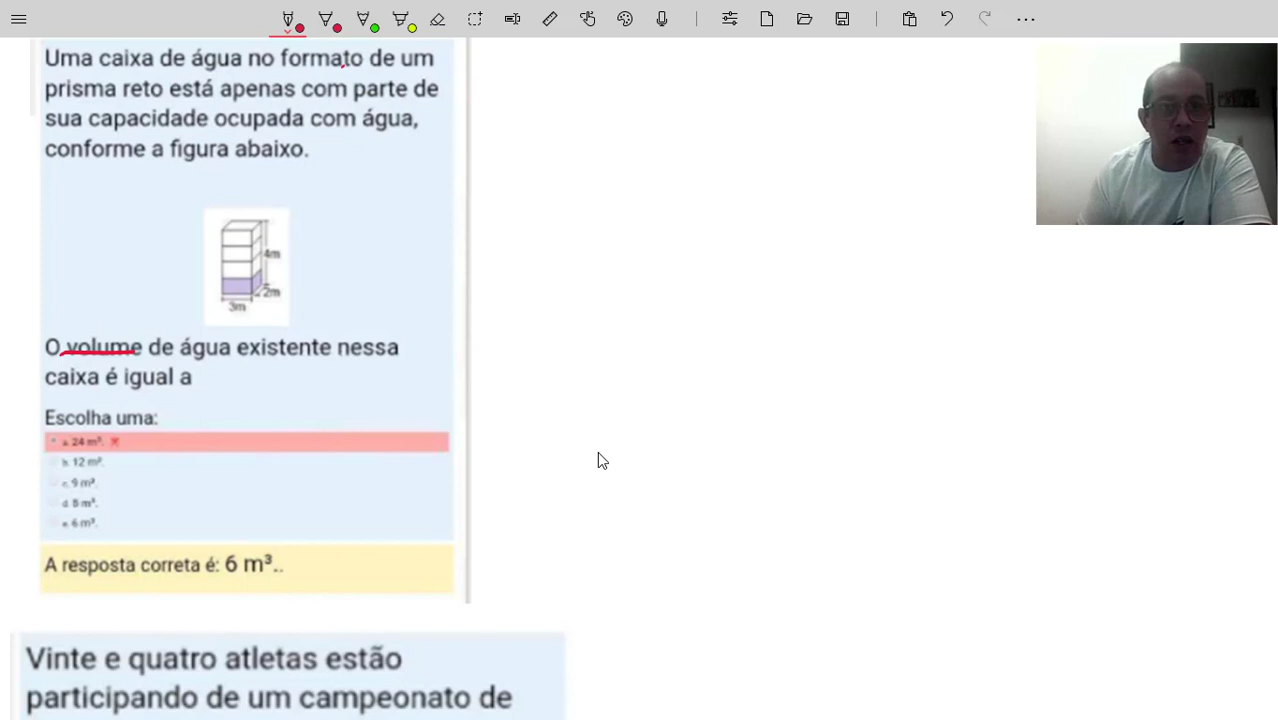 Uma caixa de água no formato de um
prisma reto está apenas com parte de
sua capacidade ocupada com água,
conforme a figura abaixo.
4m
2m
3m
O volume de água existente nessa
caixa é igual a
Escolha uma:
a. 24 m³.
b. 12 m³.
c. 9 m³.
d. 8 m³.
e. 6 m³.
A resposta correta é: 6 m³..
Vinte e quatro atletas estão
participando de um campeonato de